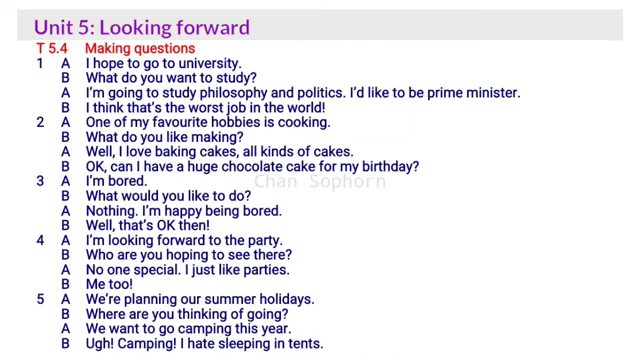 Unit 5: Looking forward
T 5.4 Making questions
1 A I hope to go to university.
B What do you want to study?
A I'm going to study philosophy and politics. I'd like to be prime minister.
B I think that's the worst job in the world!
2 A One of my favourite hobbies is cooking.
B What do you like making?
A Well, I love baking cakes, all kinds of cakes.
B OK, can I have a huge chocolate cake for my birthday?
Chan Sophorn
3 A I'm bored.
B What would you like to do?
A Nothing. I'm happy being bored.
B Well, that's OK then!
4 A I'm looking forward to the party.
B Who are you hoping to see there?
A No one special. I just like parties.
B Me too!
5 A We're planning our summer holidays.
B Where are you thinking of going?
A We want to go camping this year.
B Ugh! Camping! I hate sleeping in tents.